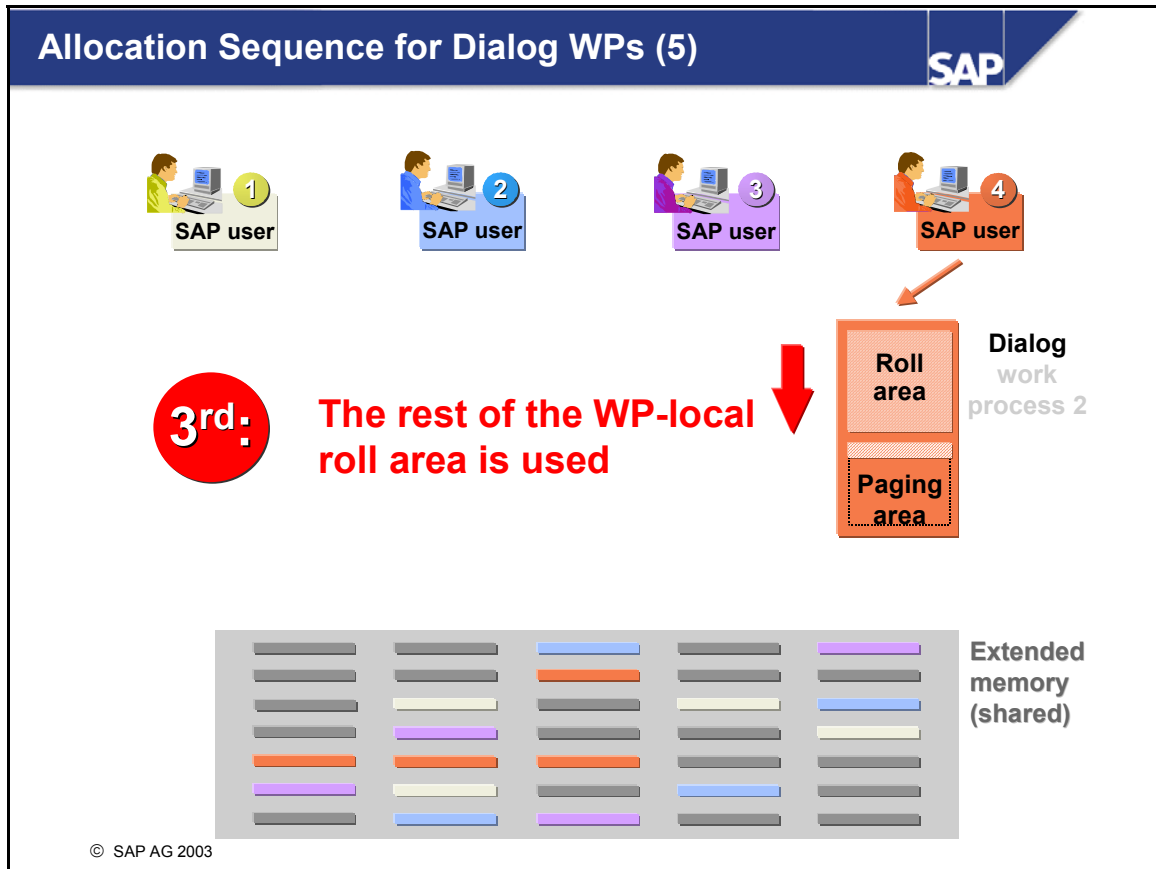 Allocation Sequence for Dialog WPs (5)
SAP
1
SAP user
2
SAP user
3
SAP user
4
SAP user
3rd:
The rest of the WP-local
roll area is used
Roll
area
Paging
area
Dialog
work
process 2
Extended
memory
(shared)
© SAP AG 2003